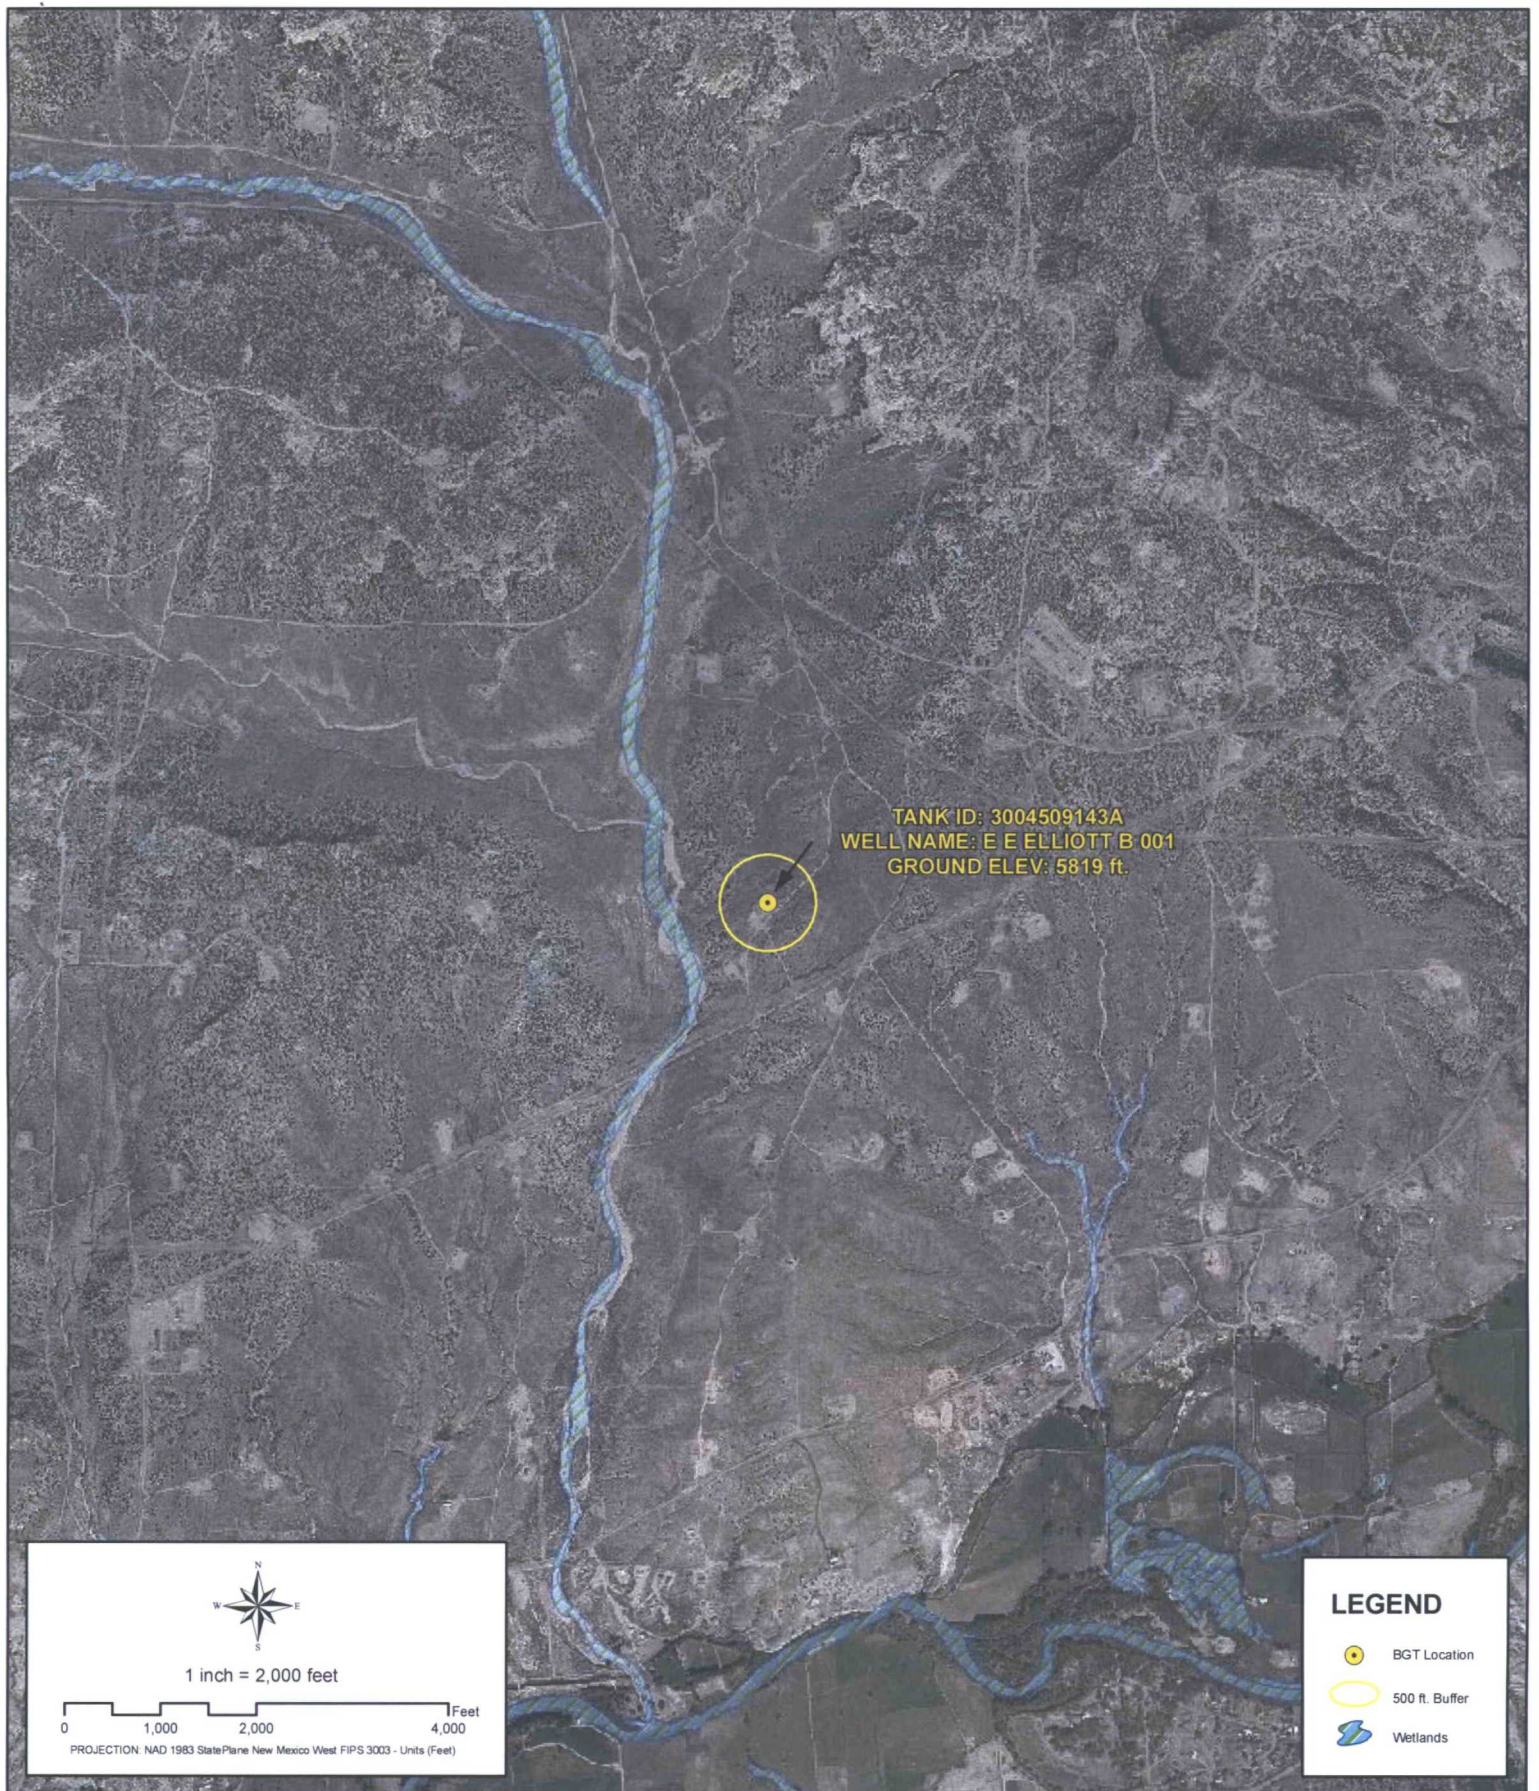 TANK ID: 3004509143A
WELL NAME: E E ELLIOTT B 001
GROUND ELEV: 5819 ft.
N
W E
S
1 inch = 2,000 feet
Feet
0 1,000 2,000 4,000
PROJECTION: NAD 1983 StatePlane New Mexico West FIPS 3003 - Units (Feet)
LEGEND
BGT Location
500 ft. Buffer
Wetlands